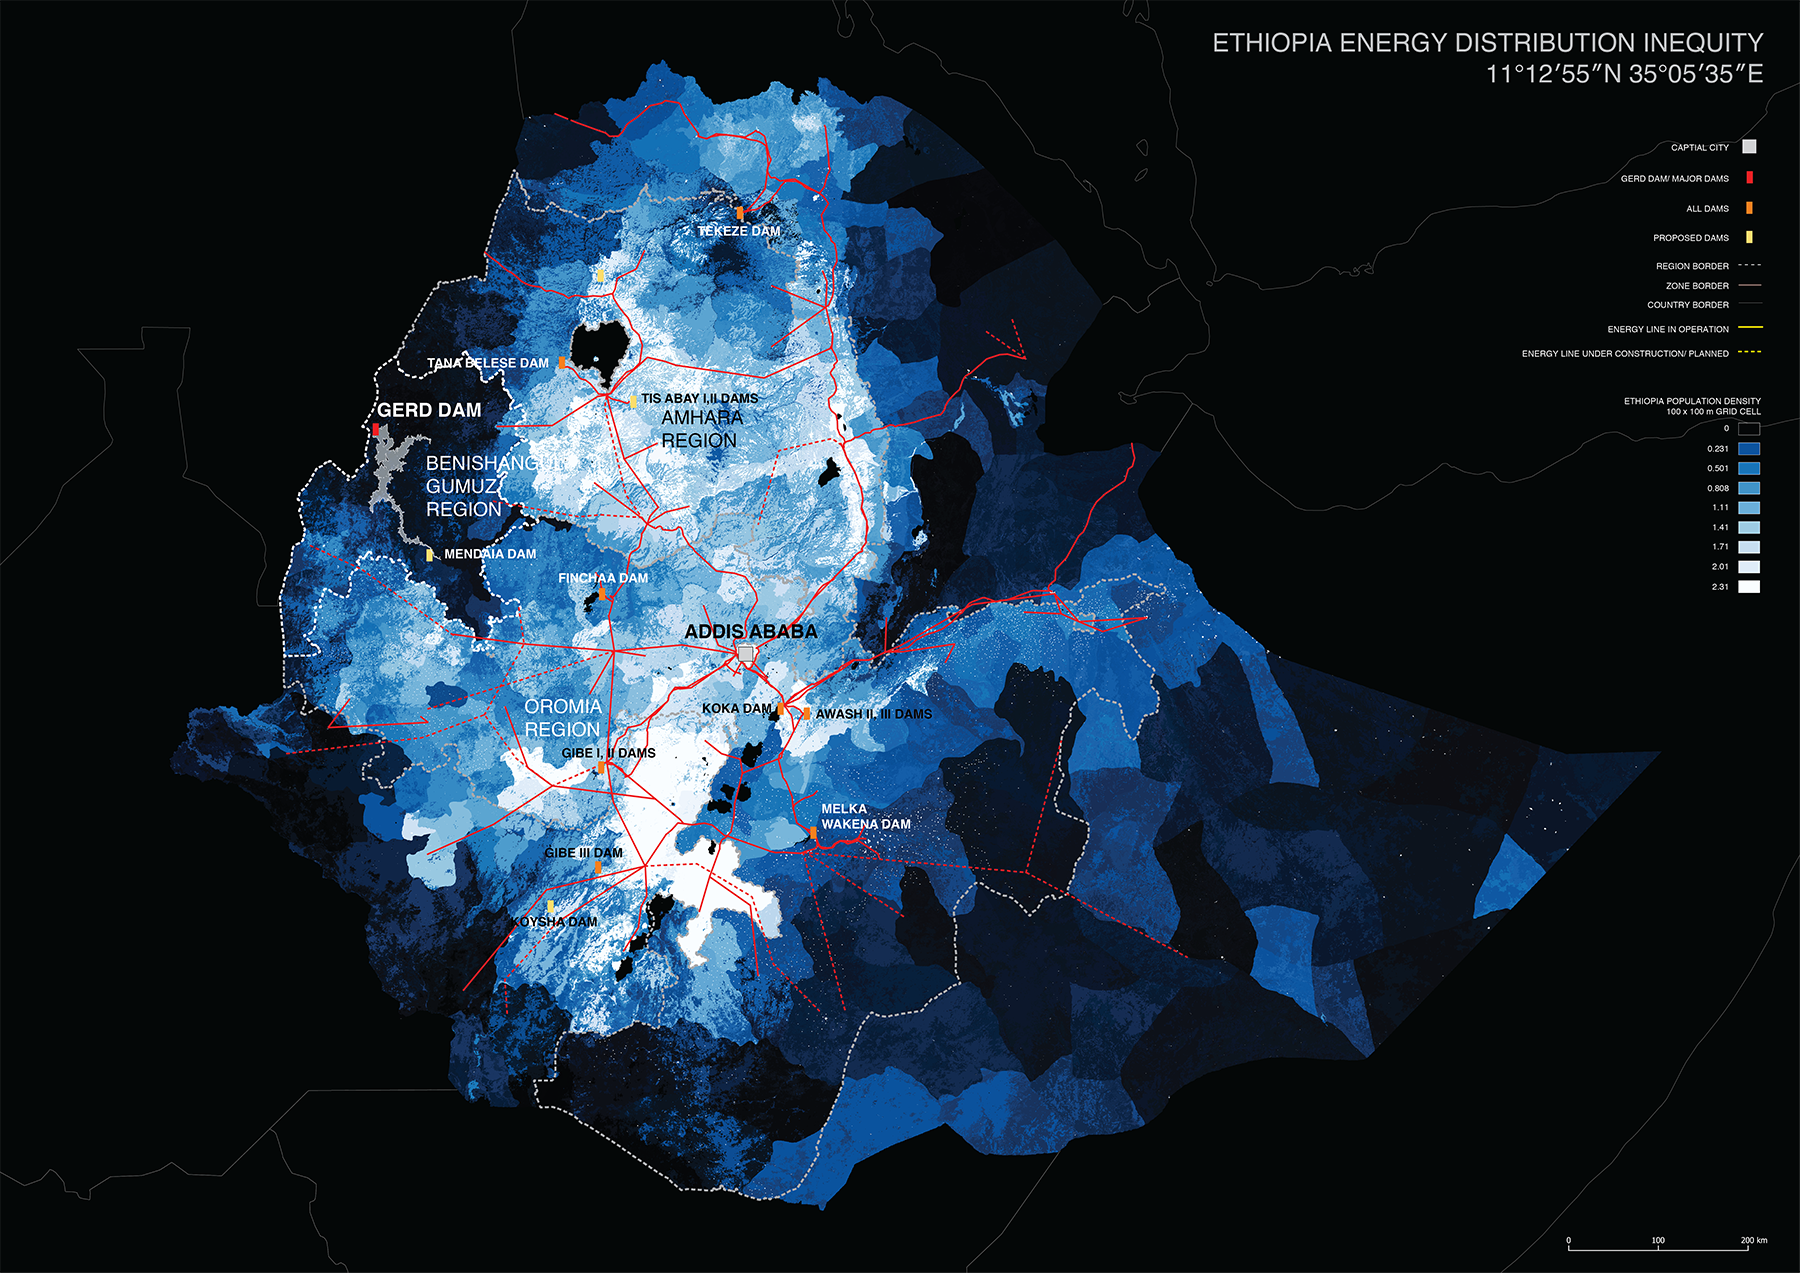 ETHIOPIA ENERGY DISTRIBUTION INEQUITY
11°12′55″N 35°05′35″E
CAPTIAL CITY
GERD DAM/ MAJOR DAMS
ALL DAMS
PROPOSED DAMS
REGION BORDER
ZONE BORDER
COUNTRY BORDER
ENERGY LINE IN OPERATION
ENERGY LINE UNDER CONSTRUCTION/ PLANNED
ETHIOPIA POPULATION DENSITY
100 x 100 m GRID CELL
0
0.231
0.501
0.808
1.11
1.41
1.71
2.01
2.31
TEKEZE DAM
TANA BELESE DAM
TIS ABAY I,II DAMS
AMHARA
REGION
GERD DAM
BENISHANG
GUMUZ
REGION
MENDAIA DAM
FINCHAA DAM
ADDIS ABABA
OROMIA
REGION
KOKA DAM
AWASH II, III DAMS
GIBE I, II DAMS
MELKA
WAKENA DAM
GIBE III DAM
KOYSHA DAM
0 100 200 km